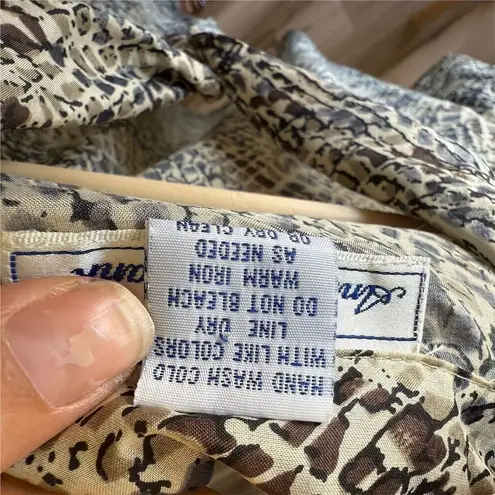 HAND WASH COLD
WITH LIKE COLORS
LINE DRY
DO NOT BLEACH
WARM IRON
AS NEEDED
OR DRY CLEAN